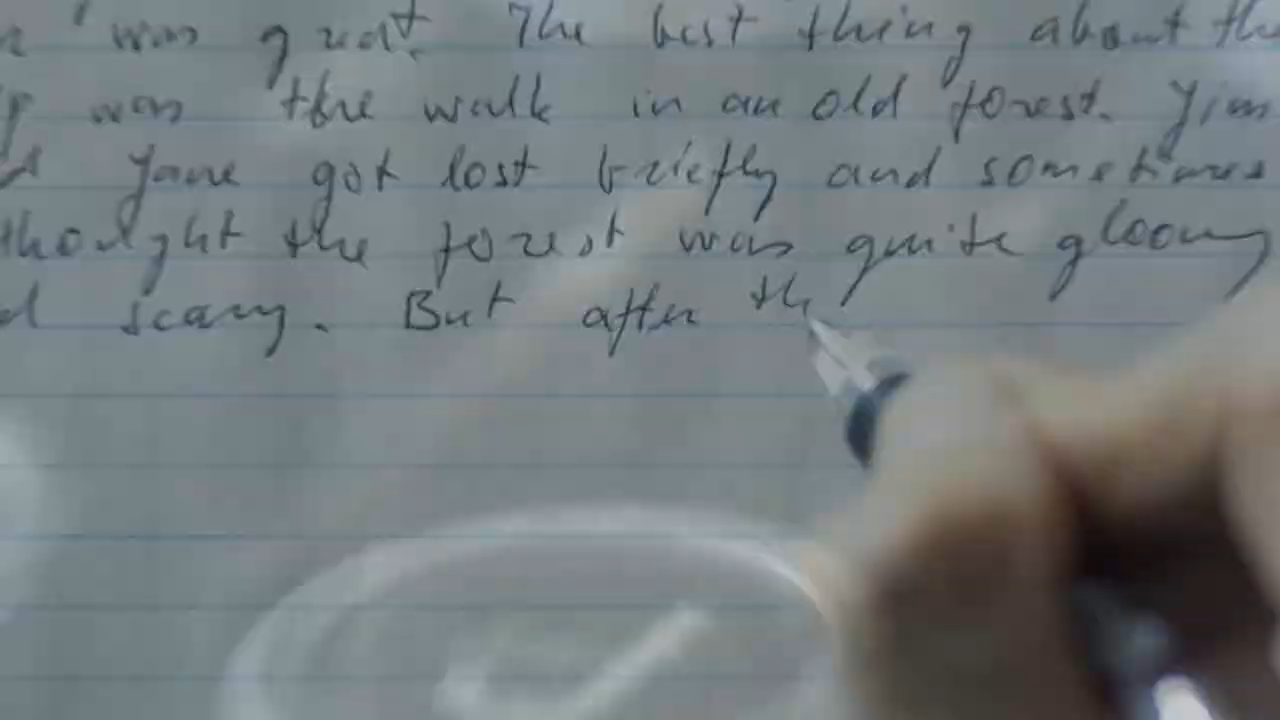 was great. The best thing about the
was the walk in an old forest. Jim
Jane got lost briefly and sometimes
thought the forest was quite gloomy
scary. But after th